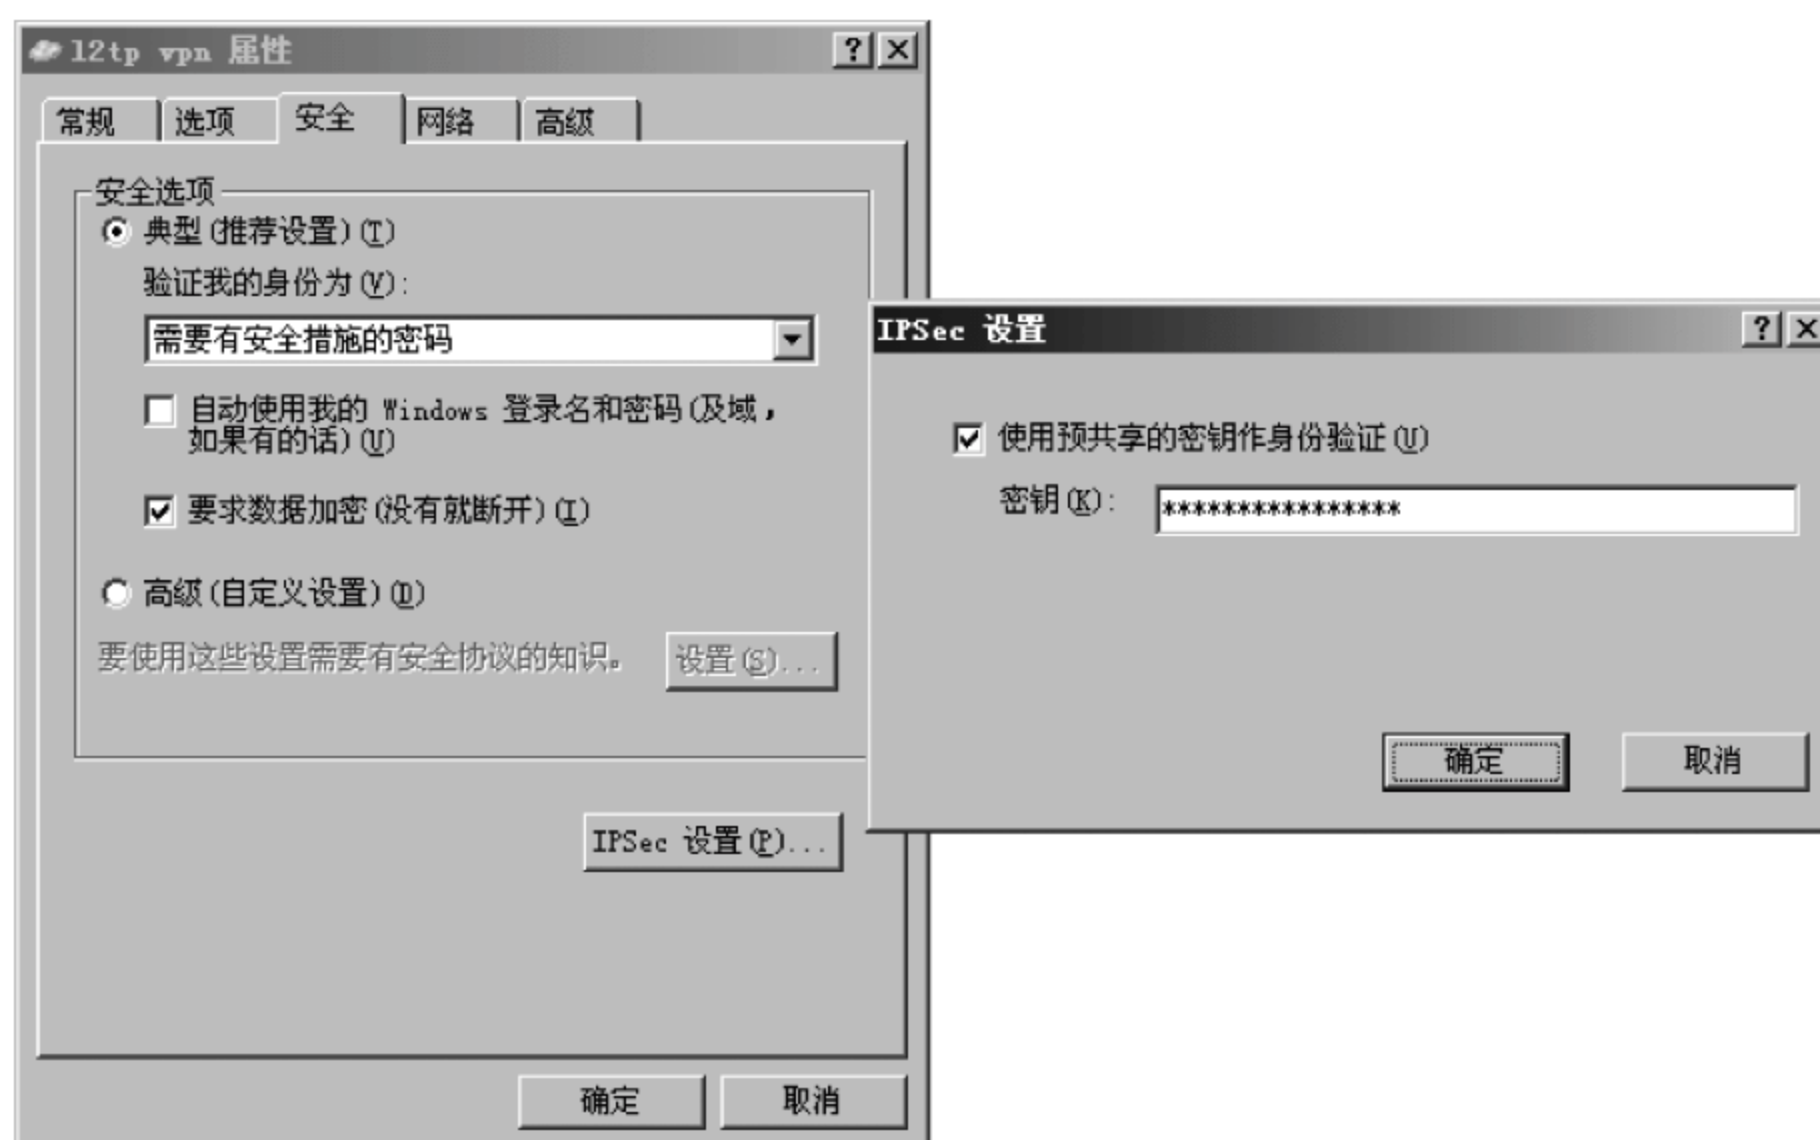 l2tp vpn 属性
常规 选项 安全 网络 高级
安全选项
典型(推荐设置)(T)
验证我的身份为(V):
需要有安全措施的密码
自动使用我的 Windows 登录名和密码(及域，
如果有的话)(U)
要求数据加密(没有就断开)(I)
高级(自定义设置)(D)
要使用这些设置需要有安全协议的知识。 设置(S)...
IPSec 设置(P)...
确定 取消
IPSec 设置
使用预共享的密钥作身份验证(U)
密钥(K): ****************
确定 取消